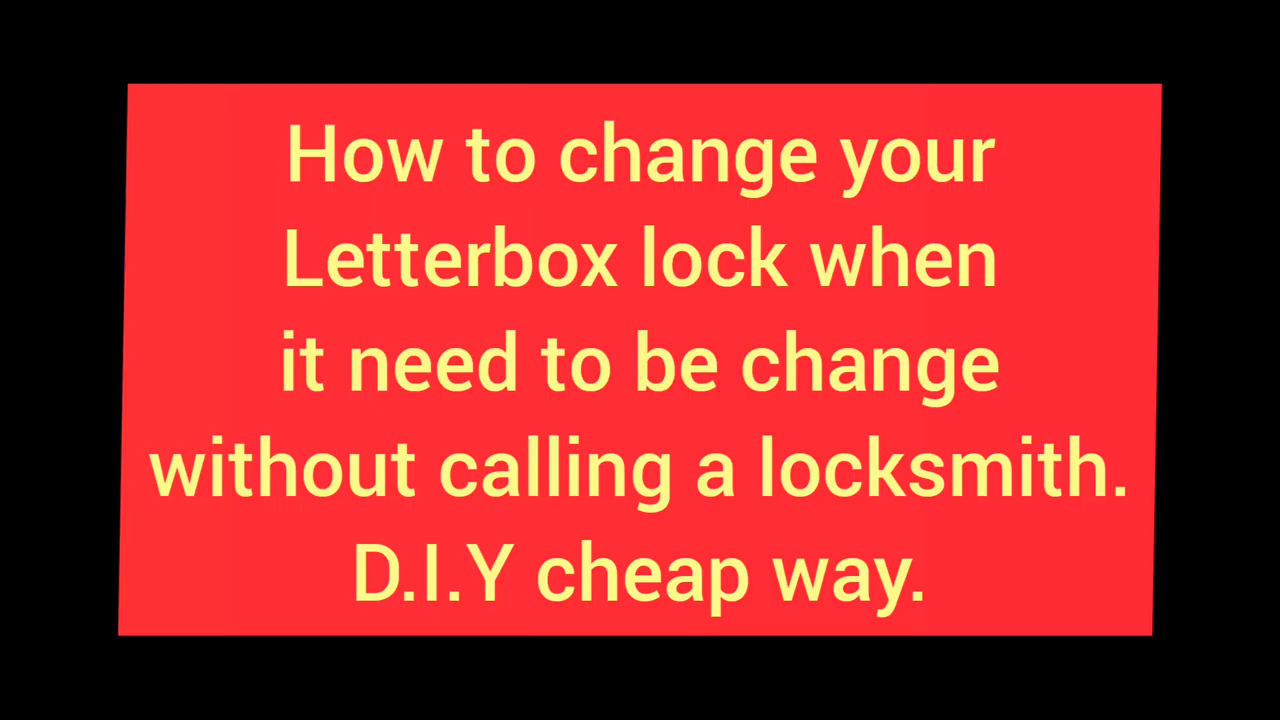 How to change your
Letterbox lock when
it need to be change
without calling a locksmith.
D.I.Y cheap way.